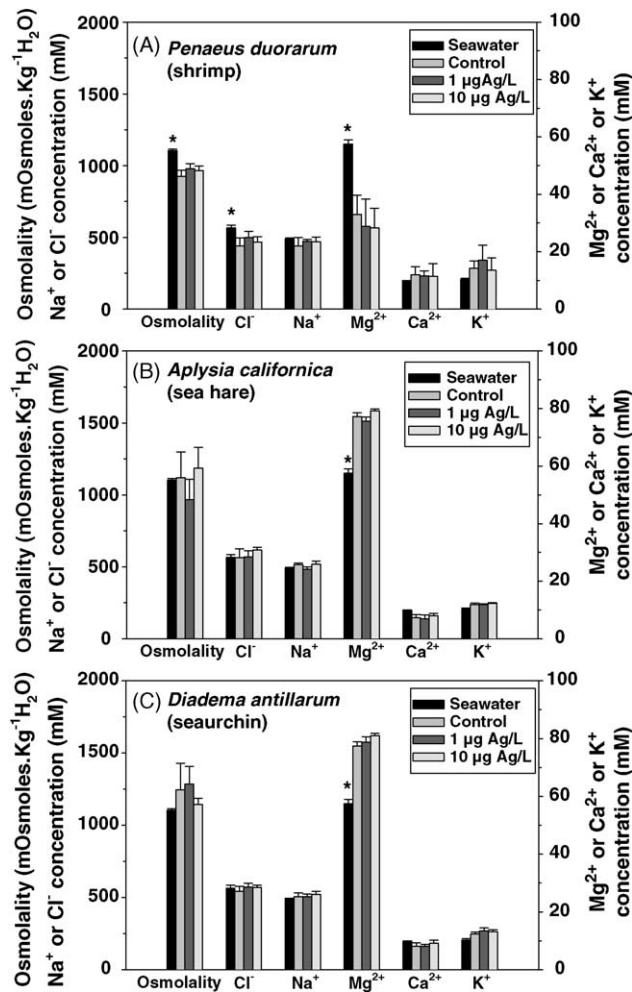 Osmolality (mOsmoles.Kg⁻¹H₂O)
Na⁺ or Cl⁻ concentration (mM)
2000
1500
1000
500
0
(A) Penaeus duorarum
(shrimp)
Seawater
Control
1 µgAg/L
10 µg Ag/L
*
*
*
100
80
60
40
20
0
Mg²⁺ or Ca²⁺ or K⁺
concentration (mM)
Osmolality Cl⁻ Na⁺ Mg²⁺ Ca²⁺ K⁺
Osmolality (mOsmoles.Kg⁻¹H₂O)
Na⁺ or Cl⁻ concentration (mM)
2000
1500
1000
500
0
(B) Aplysia californica
(sea hare)
Seawater
Control
1 µg Ag/L
10 µg Ag/L
*
100
80
60
40
20
0
Mg²⁺ or Ca²⁺ or K⁺
concentration (mM)
Osmolality Cl⁻ Na⁺ Mg²⁺ Ca²⁺ K⁺
Osmolality (mOsmoles.Kg⁻¹H₂O)
Na⁺ or Cl⁻ concentration (mM)
2000
1500
1000
500
0
(C) Diadema antillarum
(seaurchin)
Seawater
Control
1 µg Ag/L
10 µg Ag/L
*
100
80
60
40
20
0
Mg²⁺ or Ca²⁺ or K⁺
concentration (mM)
Osmolality Cl⁻ Na⁺ Mg²⁺ Ca²⁺ K⁺